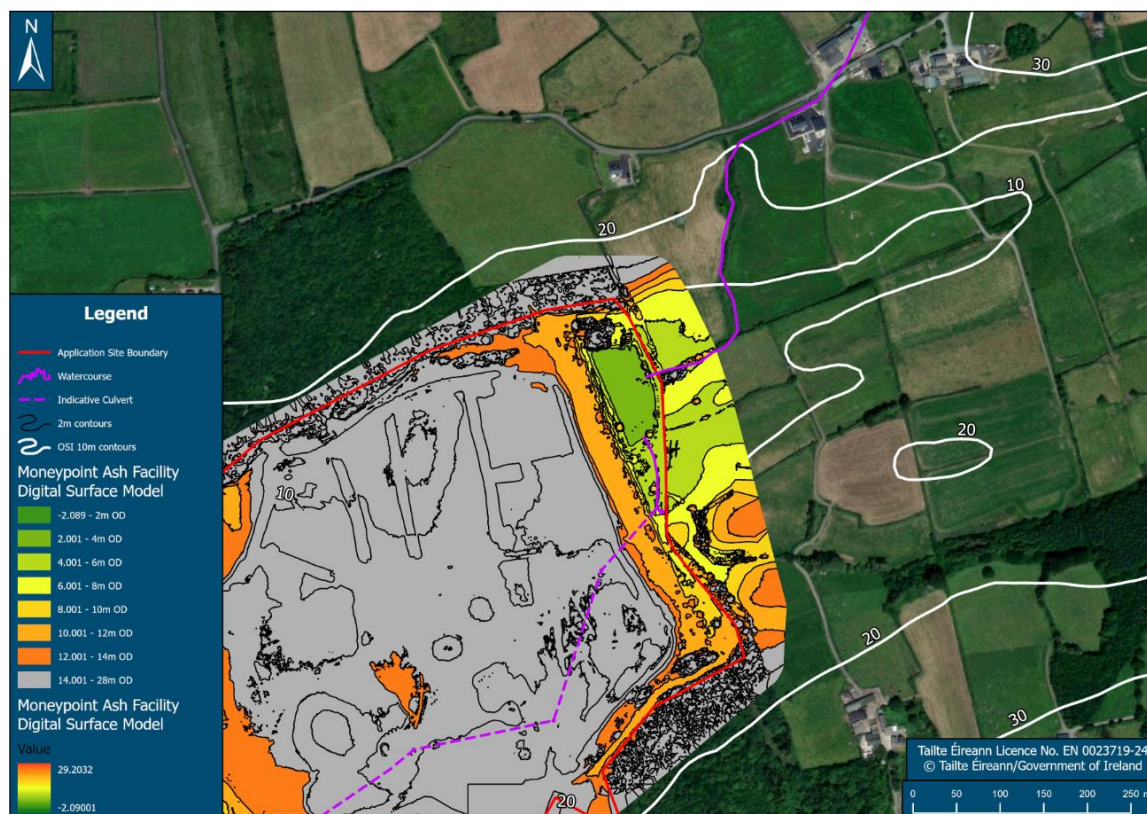 N
30
10
20
20
10
20
30
20
Legend
Application Site Boundary
Watercourse
Indicative Culvert
2m contours
OSI 10m contours
Moneypoint Ash Facility
Digital Surface Model
-2.089 - 2m OD
2.001 - 4m OD
4.001 - 6m OD
6.001 - 8m OD
8.001 - 10m OD
10.001 - 12m OD
12.001 - 14m OD
14.001 - 28m OD
Moneypoint Ash Facility
Digital Surface Model
Value
29.2032
-2.09001
Tailte Éireann Licence No. EN 0023719-24
© Tailte Éireann/Government of Ireland
0 50 100 150 200 250 m